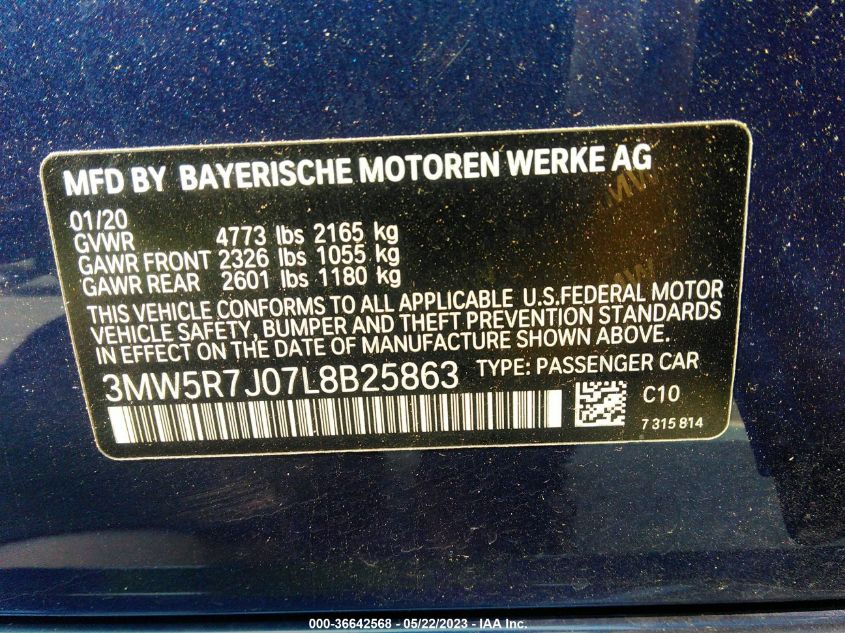 MFD BY BAYERISCHE MOTOREN WERKE AG
01/20
GVWR 4773 lbs 2165 kg
GAWR FRONT 2326 lbs 1055 kg
GAWR REAR 2601 lbs 1180 kg
THIS VEHICLE CONFORMS TO ALL APPLICABLE U.S.FEDERAL MOTOR
VEHICLE SAFETY, BUMPER AND THEFT PREVENTION STANDARDS
IN EFFECT ON THE DATE OF MANUFACTURE SHOWN ABOVE.
3MW5R7J07L8B25863 TYPE: PASSENGER CAR
C10
7 315 814
000-36642568 - 05/22/2023 - IAA Inc.